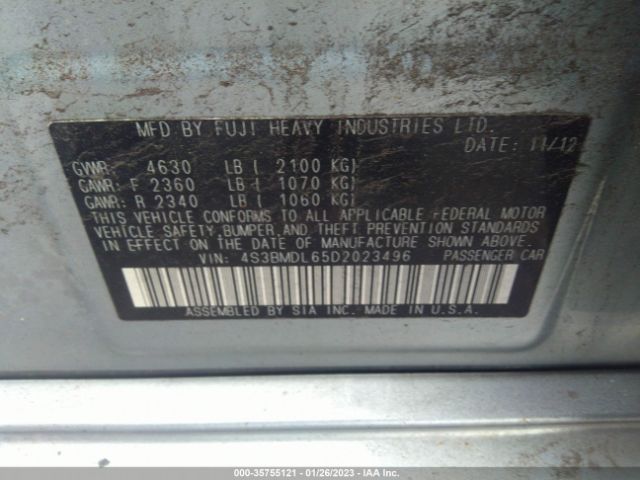 MFD BY FUJI HEAVY INDUSTRIES LTD.
DATE: 11/12
GVWR: 4630 LB ( 2100 KG)
GAWR: F 2360 LB ( 1070 KG)
GAWR: R 2340 LB ( 1060 KG)
THIS VEHICLE CONFORMS TO ALL APPLICABLE FEDERAL MOTOR
VEHICLE SAFETY, BUMPER, AND THEFT PREVENTION STANDARDS
IN EFFECT ON THE DATE OF MANUFACTURE SHOWN ABOVE.
VIN: 4S3BMDL65D2023496 PASSENGER CAR
ASSEMBLED BY SIA INC. MADE IN U.S.A.
000-35755121 - 01/26/2023 - IAA Inc.